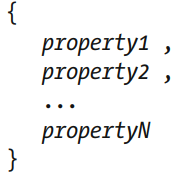 {
property1 ,
property2 ,
...
propertyN
}